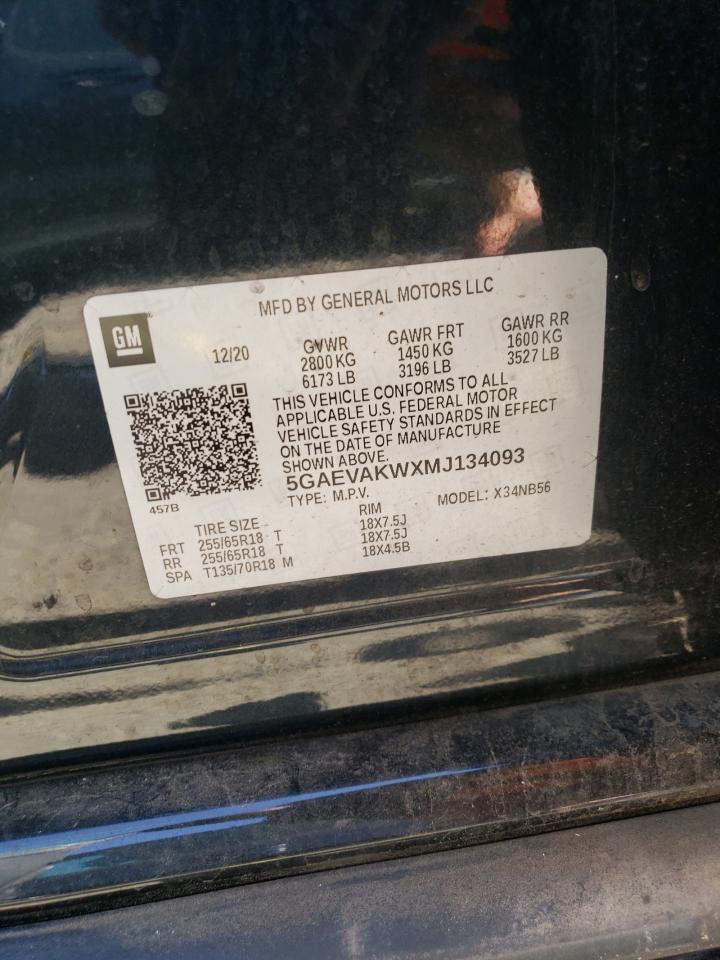 MFD BY GENERAL MOTORS LLC
GM
12/20
GVWR
2800 KG
6173 LB
GAWR FRT
1450 KG
3196 LB
GAWR RR
1600 KG
3527 LB
THIS VEHICLE CONFORMS TO ALL
APPLICABLE U.S. FEDERAL MOTOR
VEHICLE SAFETY STANDARDS IN EFFECT
ON THE DATE OF MANUFACTURE
SHOWN ABOVE.
5GAEVAKWXMJ134093
TYPE: M.P.V. MODEL: X34NB56
457B
TIRE SIZE RIM
FRT 255/65R18 T 18X7.5J
RR 255/65R18 T 18X7.5J
SPA T135/70R18 M 18X4.5B